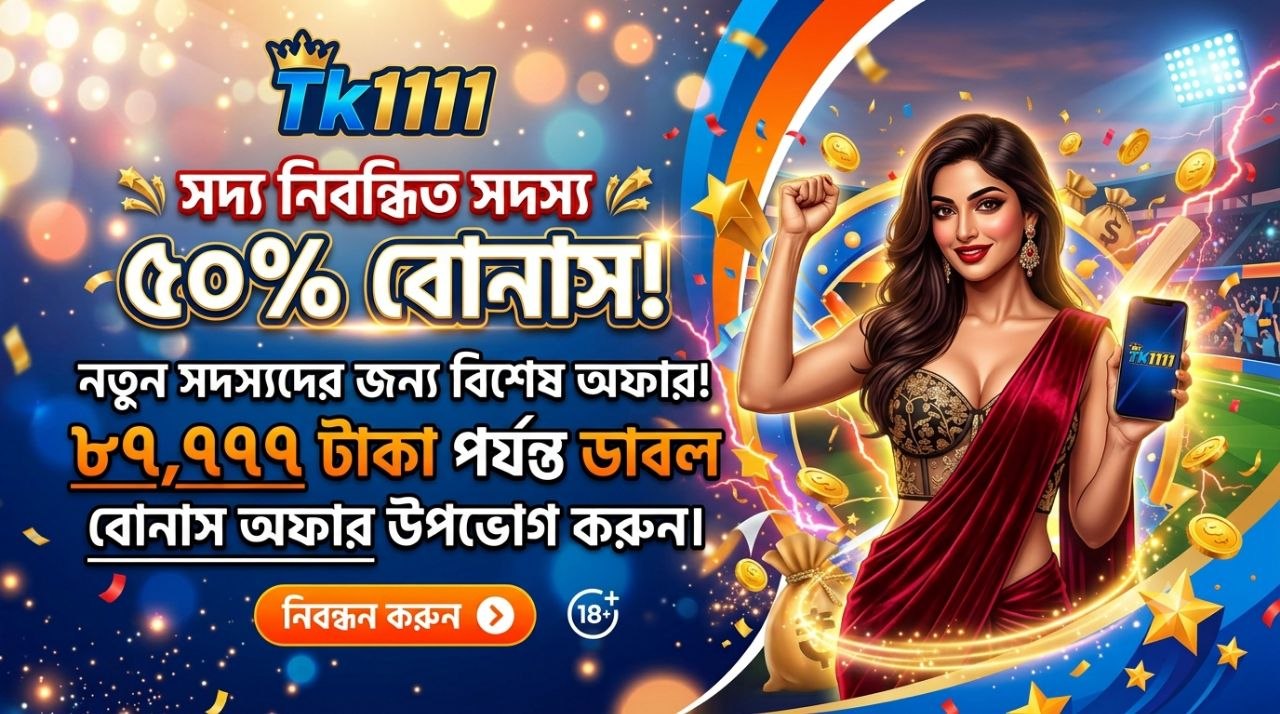 Tk1111
সদ্য নিবন্ধিত সদস্য
৫০% বোনাস!
নতুন সদস্যদের জন্য বিশেষ অফার!
৮৭,৭৭৭ টাকা পর্যন্ত ডাবল
বোনাস অফার উপভোগ করুন।
নিবন্ধন করুন
18+
TK1111
$